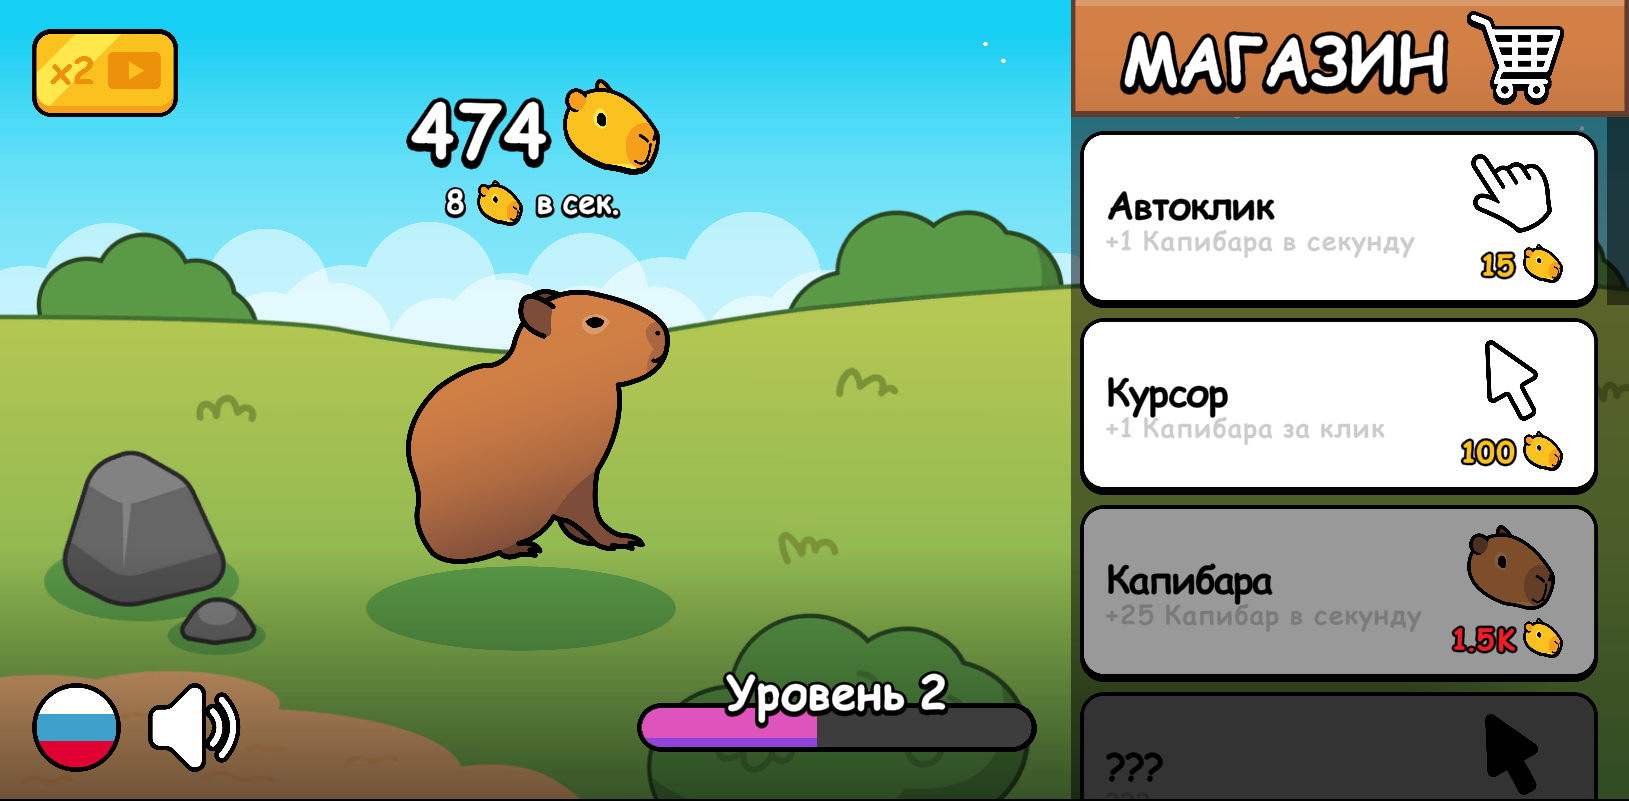 x2
474
8 в сек.
Уровень 2
МАГАЗИН
Автоклик
+1 Капибара в секунду
15
Курсор
+1 Капибара за клик
100
Капибара
+25 Капибар в секунду
1.5K
???
???